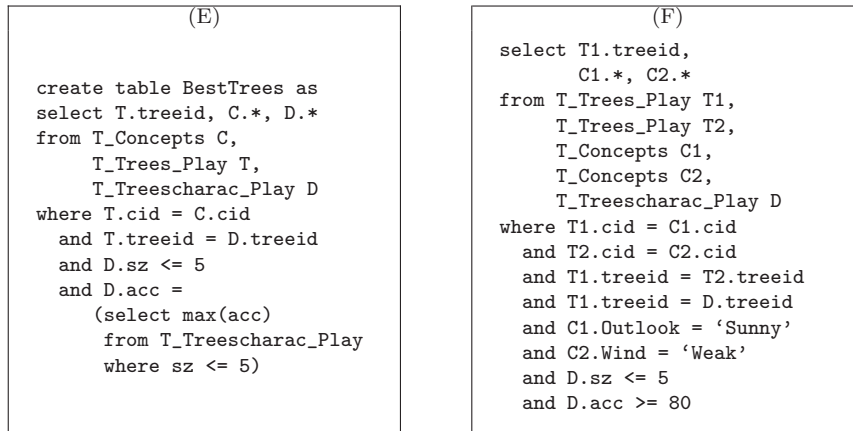 (E)
create table BestTrees as
select T.treeid, C.*, D.*
from T_Concepts C,
     T_Trees_Play T,
     T_Treescharac_Play D
where T.cid = C.cid
  and T.treeid = D.treeid
  and D.sz <= 5
  and D.acc =
     (select max(acc)
      from T_Treescharac_Play
      where sz <= 5)
(F)
select T1.treeid,
       C1.*, C2.*
from T_Trees_Play T1,
     T_Trees_Play T2,
     T_Concepts C1,
     T_Concepts C2,
     T_Treescharac_Play D
where T1.cid = C1.cid
  and T2.cid = C2.cid
  and T1.treeid = T2.treeid
  and T1.treeid = D.treeid
  and C1.Outlook = ‘Sunny’
  and C2.Wind = ‘Weak’
  and D.sz <= 5
  and D.acc >= 80